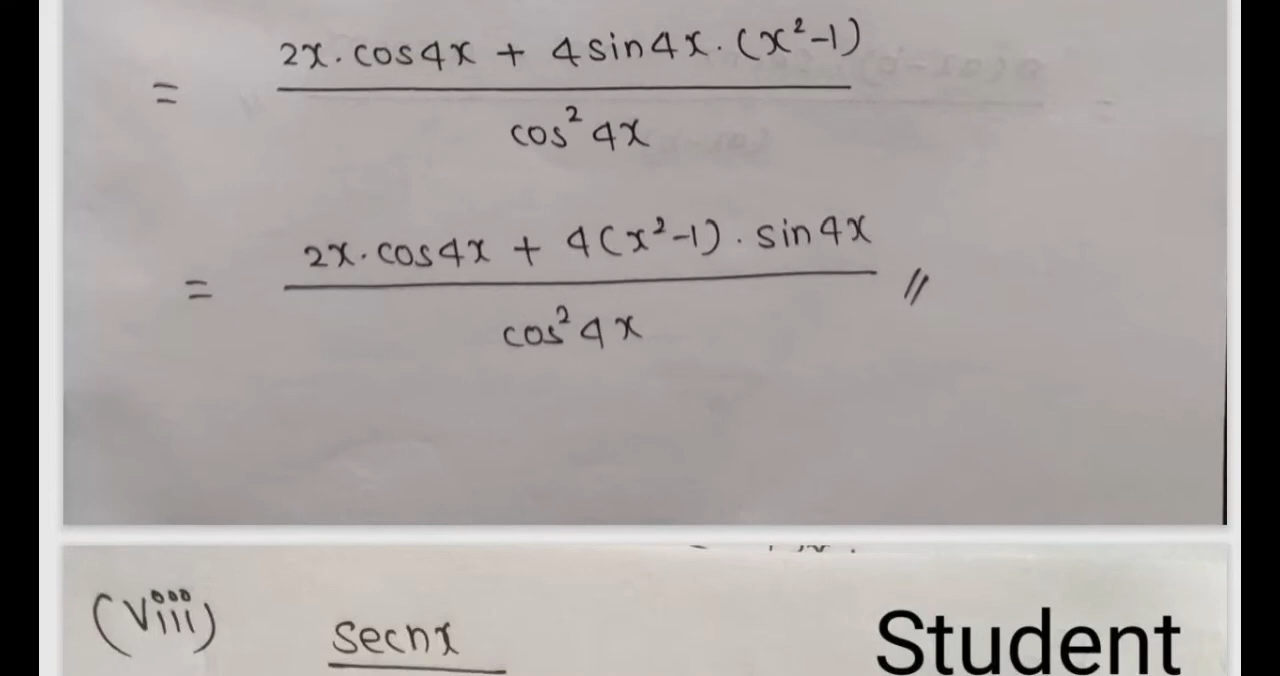 = 2x·cos4x + 4sin4x·(x²-1)
cos²4x
= 2x·cos4x + 4(x²-1)·sin4x //
cos²4x
(viii) secnx
Student